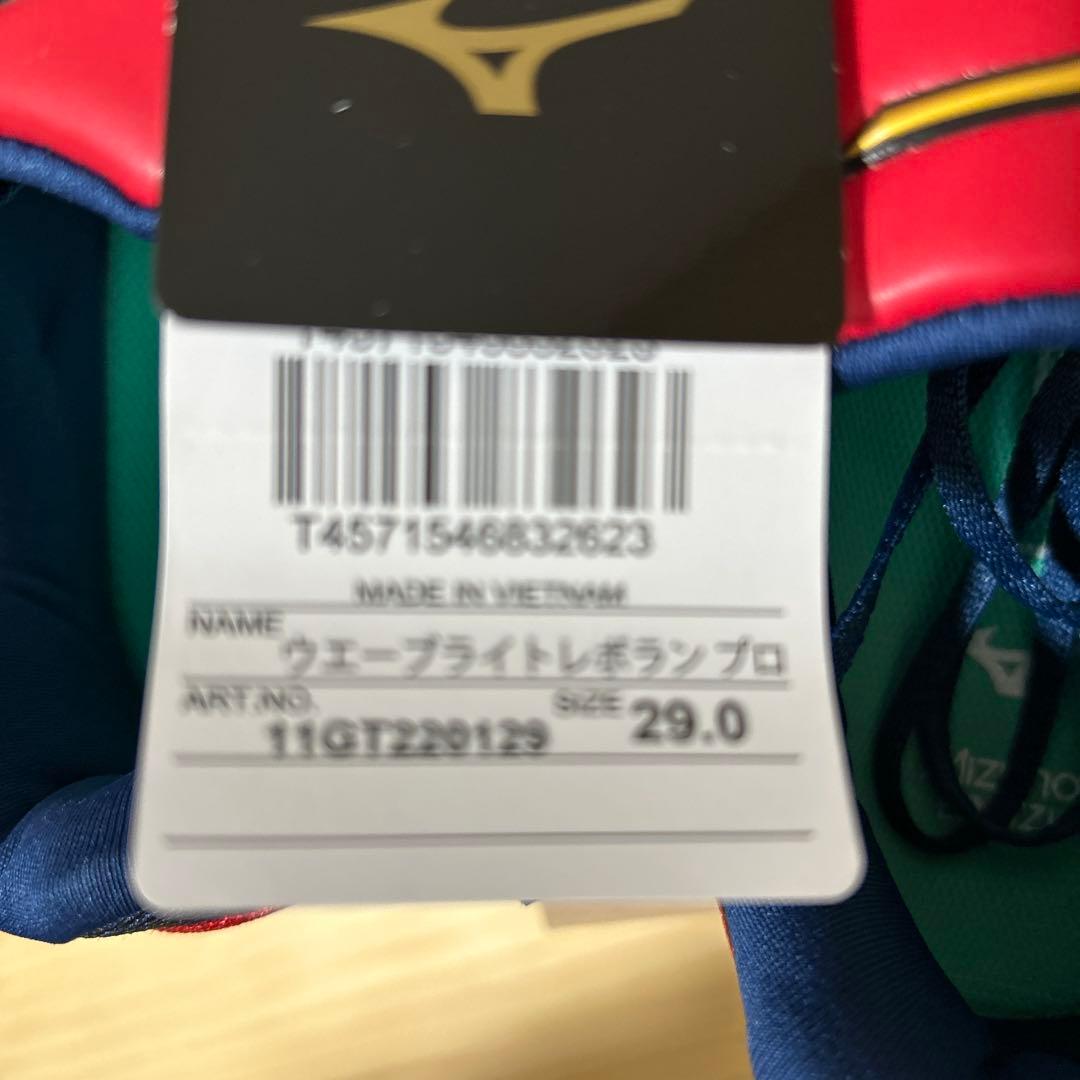 T4571546832623
MADE IN VIETNAM
NAME
ウエーブライトレボラン プロ
ART.NO.
11GT220129
SIZE 29.0